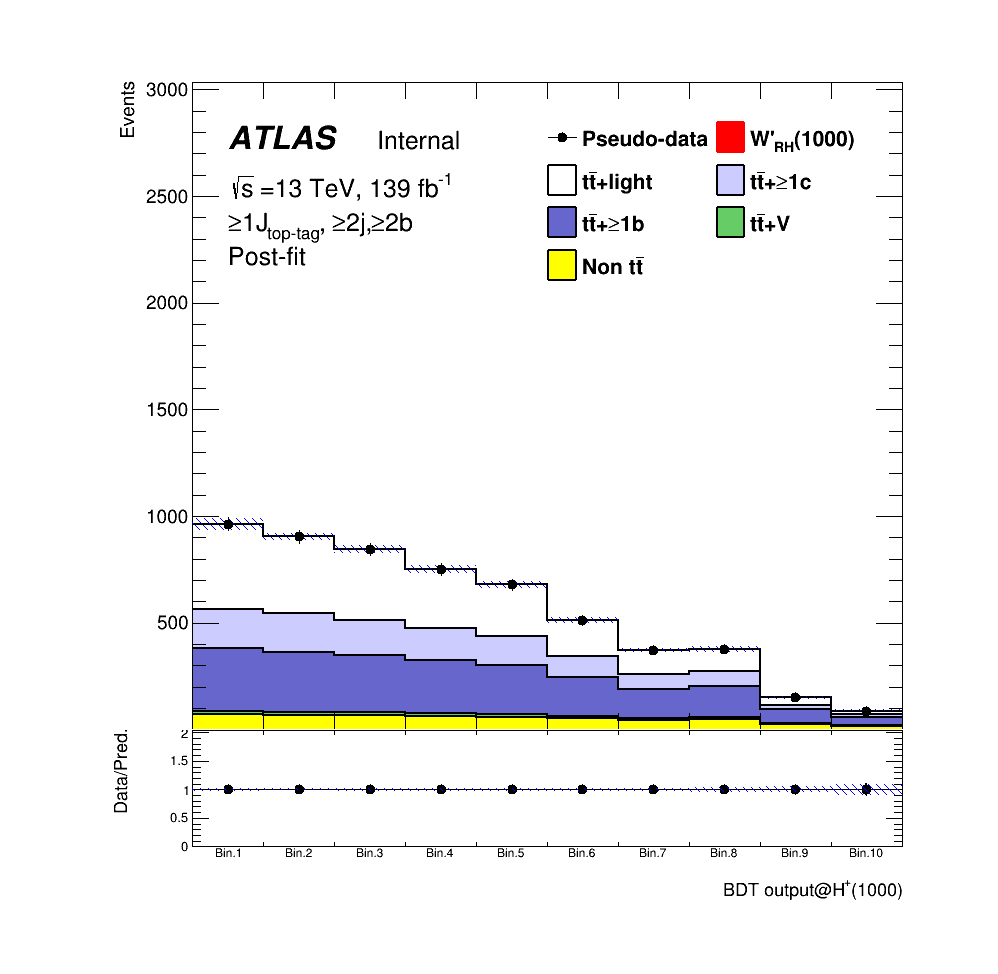 Events
3000
2500
2000
1500
1000
500
ATLAS Internal
√s =13 TeV, 139 fb⁻¹
≥1J_top-tag, ≥2j,≥2b
Post-fit
Pseudo-data
W'_RH(1000)
tt̄+light
tt̄+≥1c
tt̄+≥1b
tt̄+V
Non tt̄
Data/Pred.
2
1.5
1
0.5
0
Bin.1 Bin.2 Bin.3 Bin.4 Bin.5 Bin.6 Bin.7 Bin.8 Bin.9 Bin.10
BDT output@H⁺(1000)